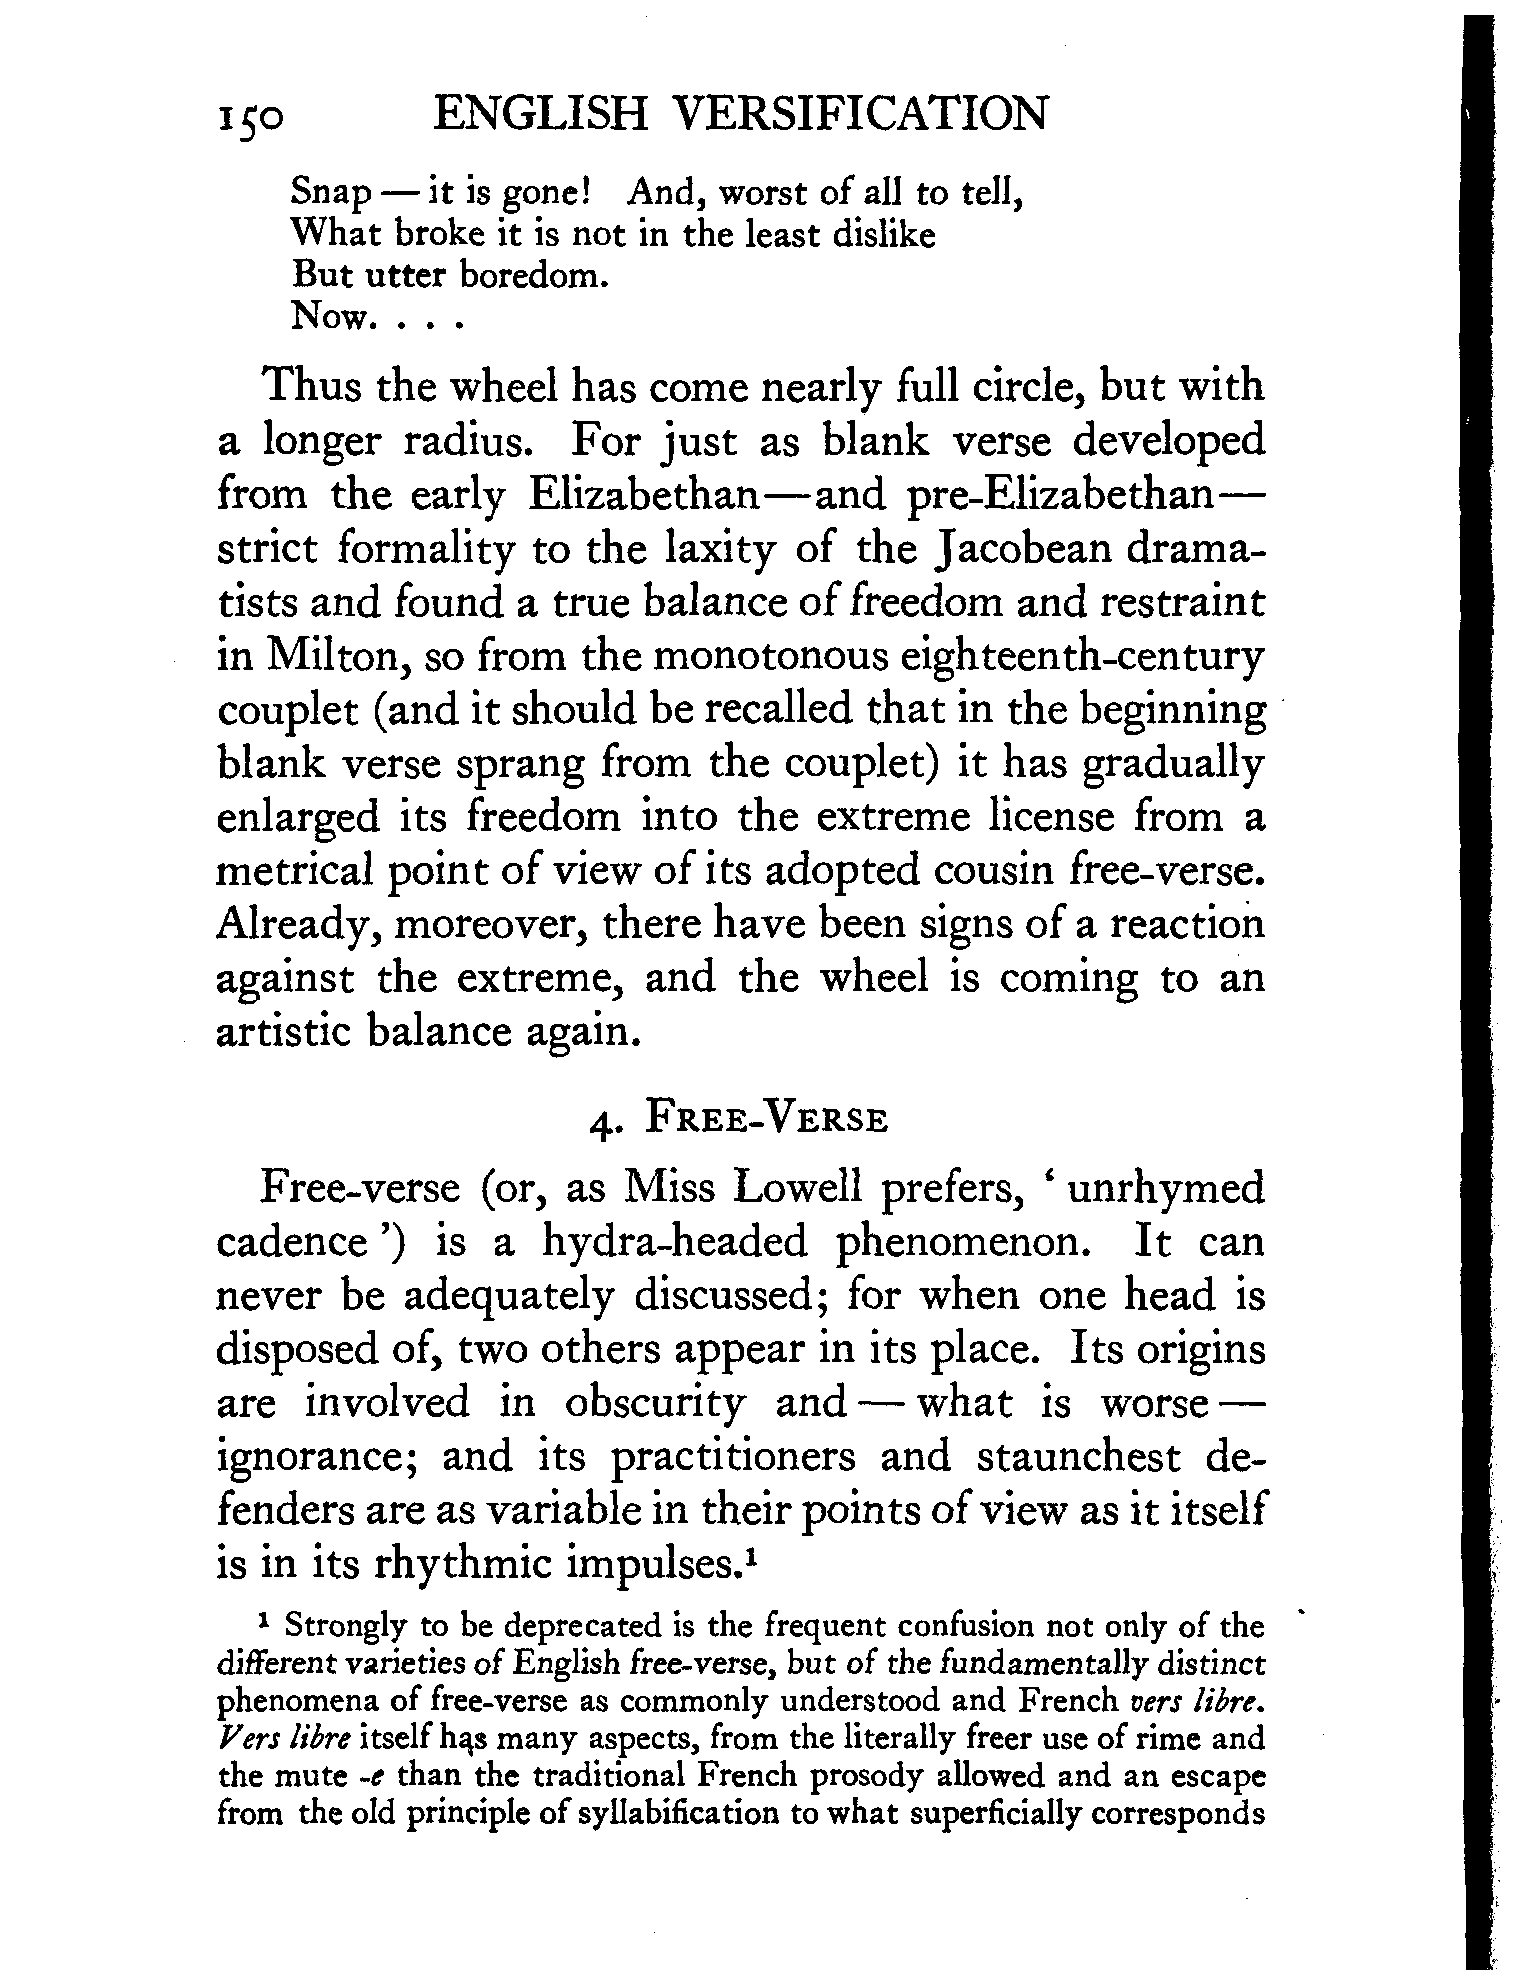 150 ENGLISH VERSIFICATION
Snap — it is gone! And, worst of all to tell,
What broke it is not in the least dislike
But utter boredom.
Now. . . .
Thus the wheel has come nearly full circle, but with
a longer radius. For just as blank verse developed
from the early Elizabethan—and pre-Elizabethan—
strict formality to the laxity of the Jacobean drama-
tists and found a true balance of freedom and restraint
in Milton, so from the monotonous eighteenth-century
couplet (and it should be recalled that in the beginning
blank verse sprang from the couplet) it has gradually
enlarged its freedom into the extreme license from a
metrical point of view of its adopted cousin free-verse.
Already, moreover, there have been signs of a reaction
against the extreme, and the wheel is coming to an
artistic balance again.
4. FREE-VERSE
Free-verse (or, as Miss Lowell prefers, ‘ unrhymed
cadence ’) is a hydra-headed phenomenon. It can
never be adequately discussed; for when one head is
disposed of, two others appear in its place. Its origins
are involved in obscurity and — what is worse —
ignorance; and its practitioners and staunchest de-
fenders are as variable in their points of view as it itself
is in its rhythmic impulses.¹
¹ Strongly to be deprecated is the frequent confusion not only of the
different varieties of English free-verse, but of the fundamentally distinct
phenomena of free-verse as commonly understood and French vers libre.
Vers libre itself has many aspects, from the literally freer use of rime and
the mute -e than the traditional French prosody allowed and an escape
from the old principle of syllabification to what superficially corresponds